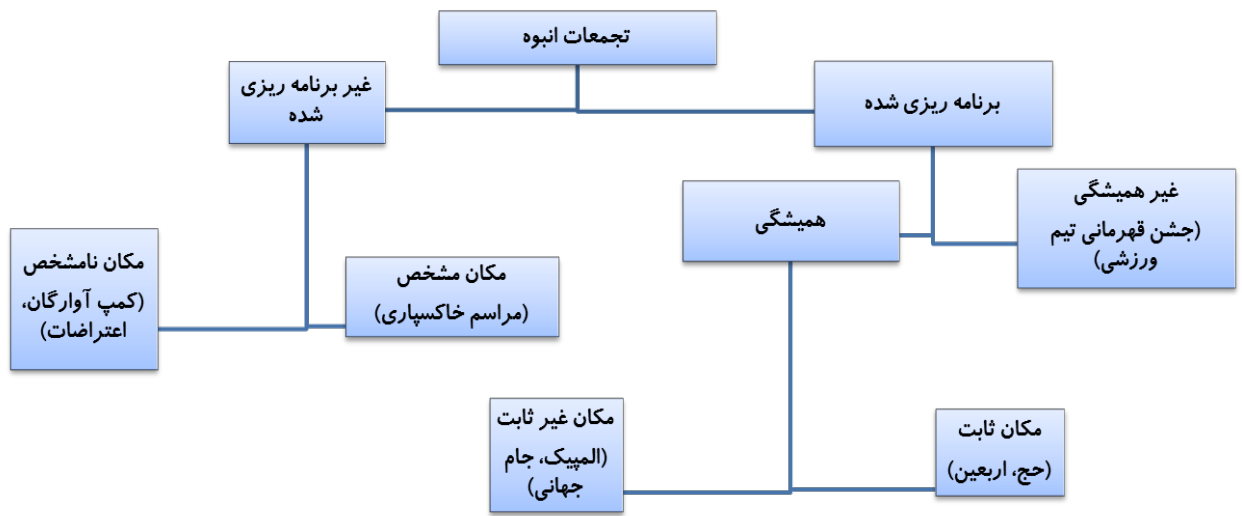 تجمعات انبوه
برنامه ریزی شده
غیر برنامه ریزی
شده
غیر همیشگی
(جشن قهرمانی تیم
ورزشی)
همیشگی
مکان مشخص
(مراسم خاکسپاری)
مکان نامشخص
(کمپ آوارگان،
اعتراضات)
مکان ثابت
(حج، اربعین)
مکان غیر ثابت
(المپیک، جام
جهانی)